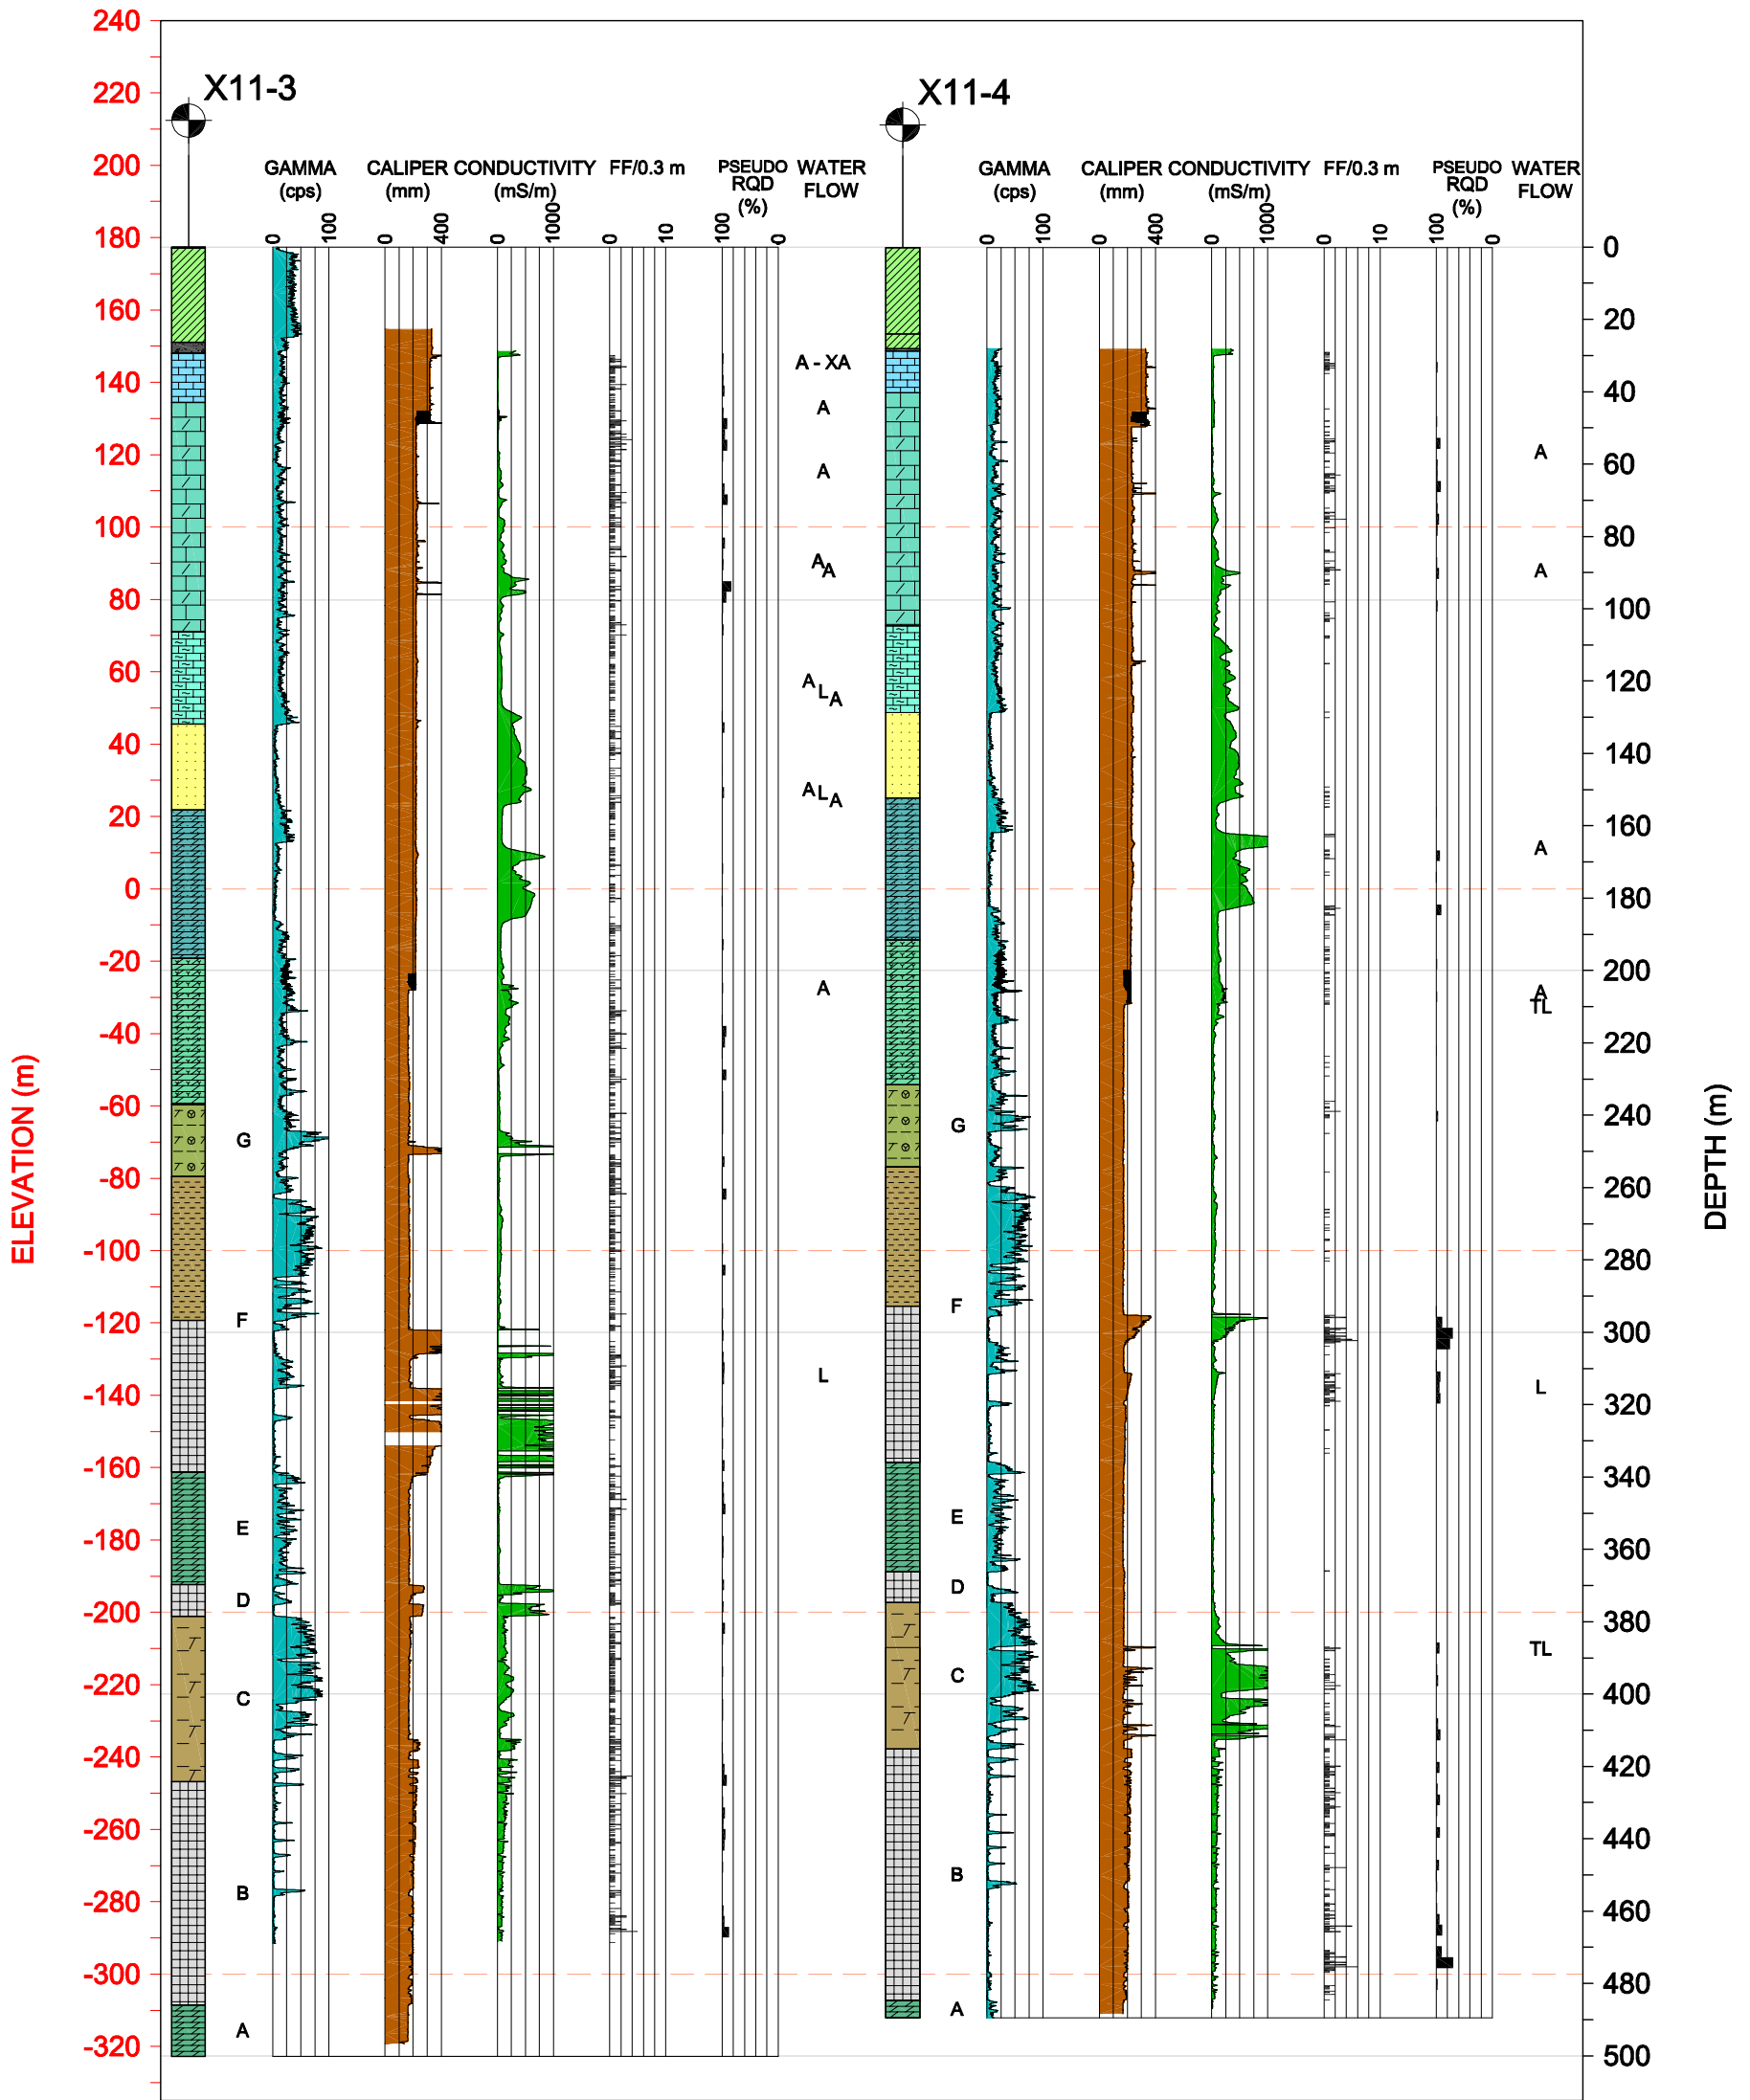 X11-3
X11-4
GAMMA
(cps)
CALIPER
(mm)
CONDUCTIVITY
(mS/m)
FF/0.3 m
PSEUDO
RQD
(%)
WATER
FLOW
GAMMA
(cps)
CALIPER
(mm)
CONDUCTIVITY
(mS/m)
FF/0.3 m
PSEUDO
RQD
(%)
WATER
FLOW
0 100 0 400 0 1000 0 10 100 0
0 100 0 400 0 1000 0 10 100 0
ELEVATION (m)
240
220
200
180
160
140
120
100
80
60
40
20
0
-20
-40
-60
-80
-100
-120
-140
-160
-180
-200
-220
-240
-260
-280
-300
-320
G
F
E
D
C
B
A
A - XA
A
A
A
A
A L A
A L A
A
L
G
F
E
D
C
B
A
A
A
A
A
TL
L
TL
0
20
40
60
80
100
120
140
160
180
200
220
240
260
280
300
320
340
360
380
400
420
440
460
480
500
DEPTH (m)